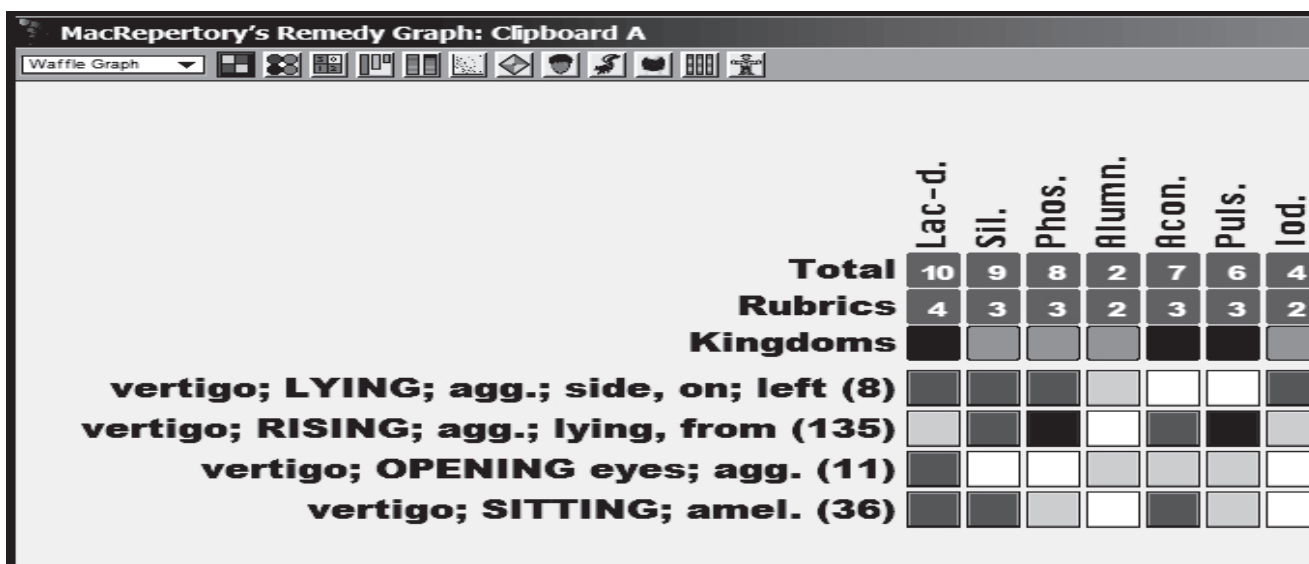 MacRepertory's Remedy Graph: Clipboard A
Waffle Graph
Lac-d. Sil. Phos. Alumn. Acon. Puls. Iod.
Total 10 9 8 2 7 6 4
Rubrics 4 3 3 2 3 3 2
Kingdoms
vertigo; LYING; agg.; side, on; left (8)
vertigo; RISING; agg.; lying, from (135)
vertigo; OPENING eyes; agg. (11)
vertigo; SITTING; amel. (36)